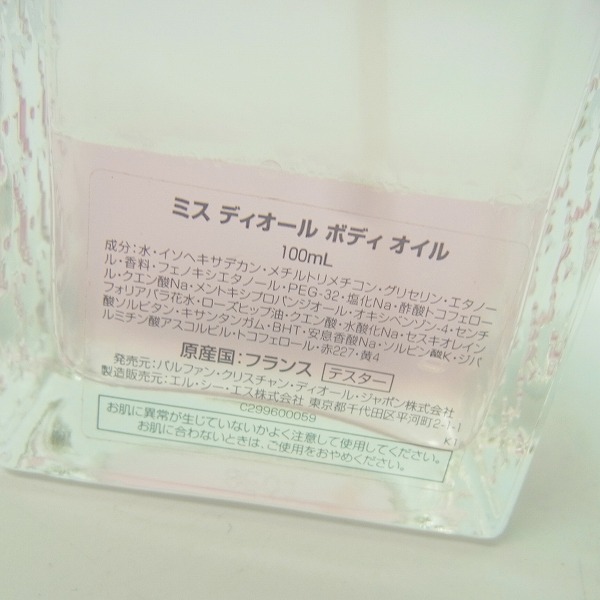 ミス ディオール ボディ オイル
100mL
成分：水・イソヘキサデカン・メチルトリメチコン・グリセリン・エタノー
ル・香料・フェノキシエタノール・PEG-32・塩化Na・酢酸トコフェロー
ル・クエン酸Na・メントキシプロパンジオール・オキシベンゾン-4・センチ
フォリアバラ花水・ローズヒップ油・クエン酸・水酸化Na・セスキオレイン
酸ソルビタン・キサンタンガム・BHT・安息香酸Na・ソルビン酸K・ジパ
ルミチン酸アスコルビル・トコフェロール・赤227・黄4
原産国：フランス テスター
発売元：パルファン・クリスチャン・ディオール・ジャポン株式会社
製造販売元：エル・シー・エス株式会社 東京都千代田区平河町2-1-1
C299600059 K1
お肌に異常が生じていないかよく注意して使用してください。
お肌に合わないときは、ご使用をおやめください。